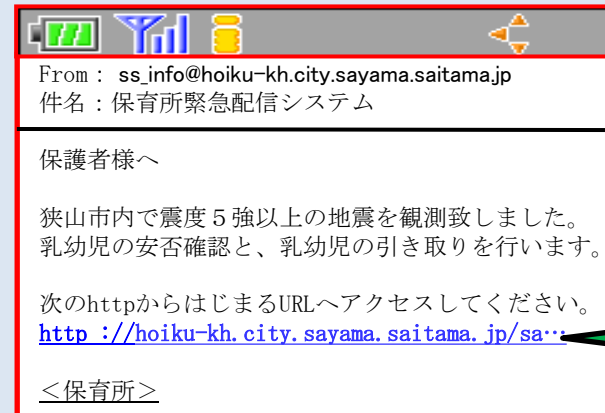 From： ss_info@hoiku-kh.city.sayama.saitama.jp
件名：保育所緊急配信システム
保護者様へ
狭山市内で震度５強以上の地震を観測致しました。
乳幼児の安否確認と、乳幼児の引き取りを行います。
次のhttpからはじまるURLへアクセスしてください。
http ://hoiku-kh.city.sayama.saitama.jp/sa…
＜保育所＞